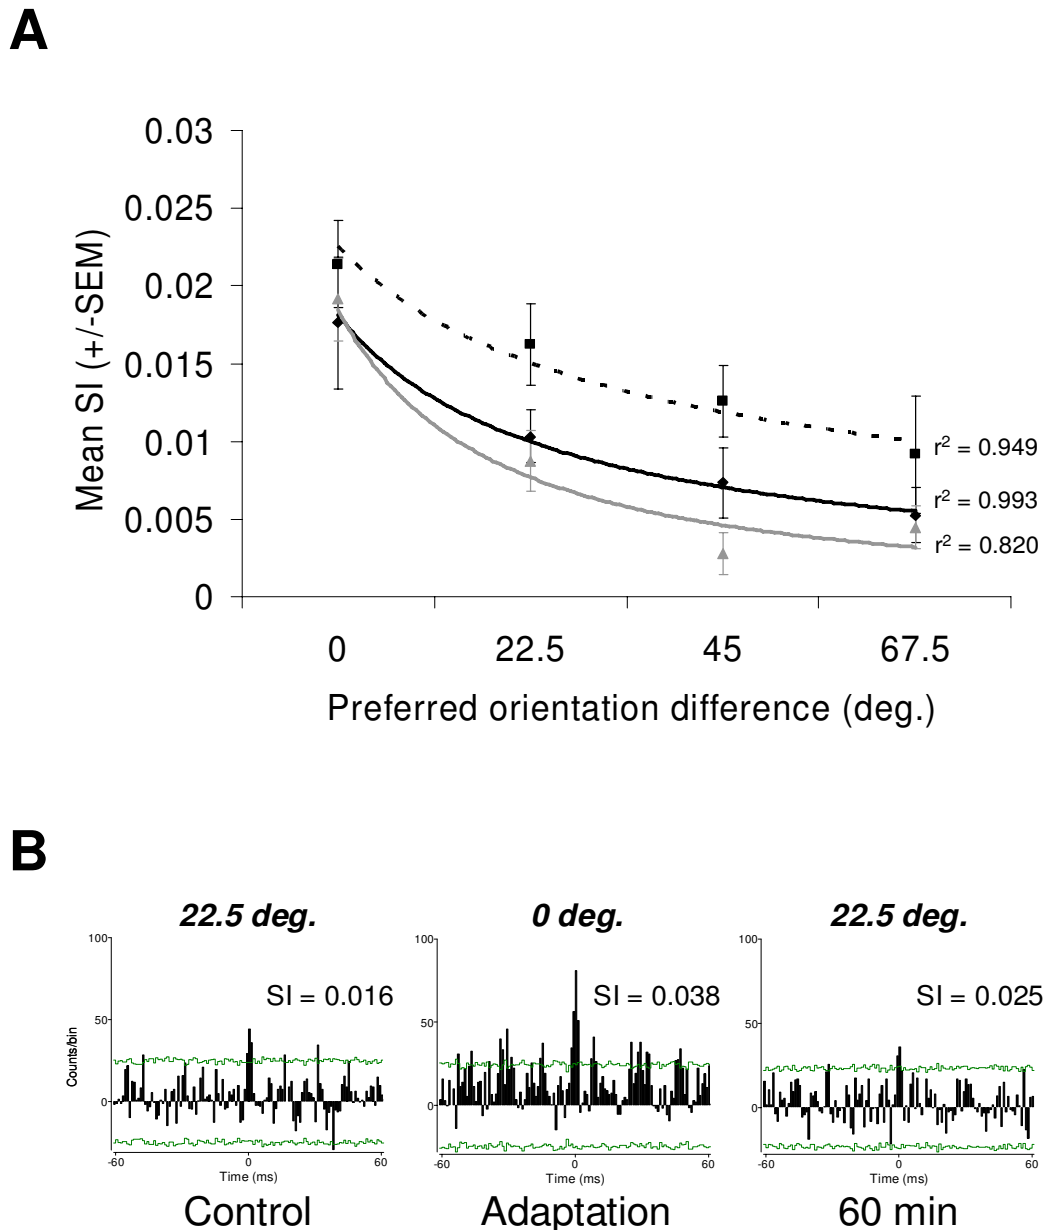 A
0.03
0.025
0.02
0.015
0.01
0.005
0
Mean SI (+/-SEM)
r² = 0.949
r² = 0.993
r² = 0.820
0 22.5 45 67.5
Preferred orientation difference (deg.)
B
22.5 deg. 0 deg. 22.5 deg.
100 100 100
SI = 0.016 SI = 0.038 SI = 0.025
50 50 50
Counts/bin
0 0 0
-60 0 60 -60 0 60 -60 0 60
Time (ms) Time (ms) Time (ms)
Control Adaptation 60 min